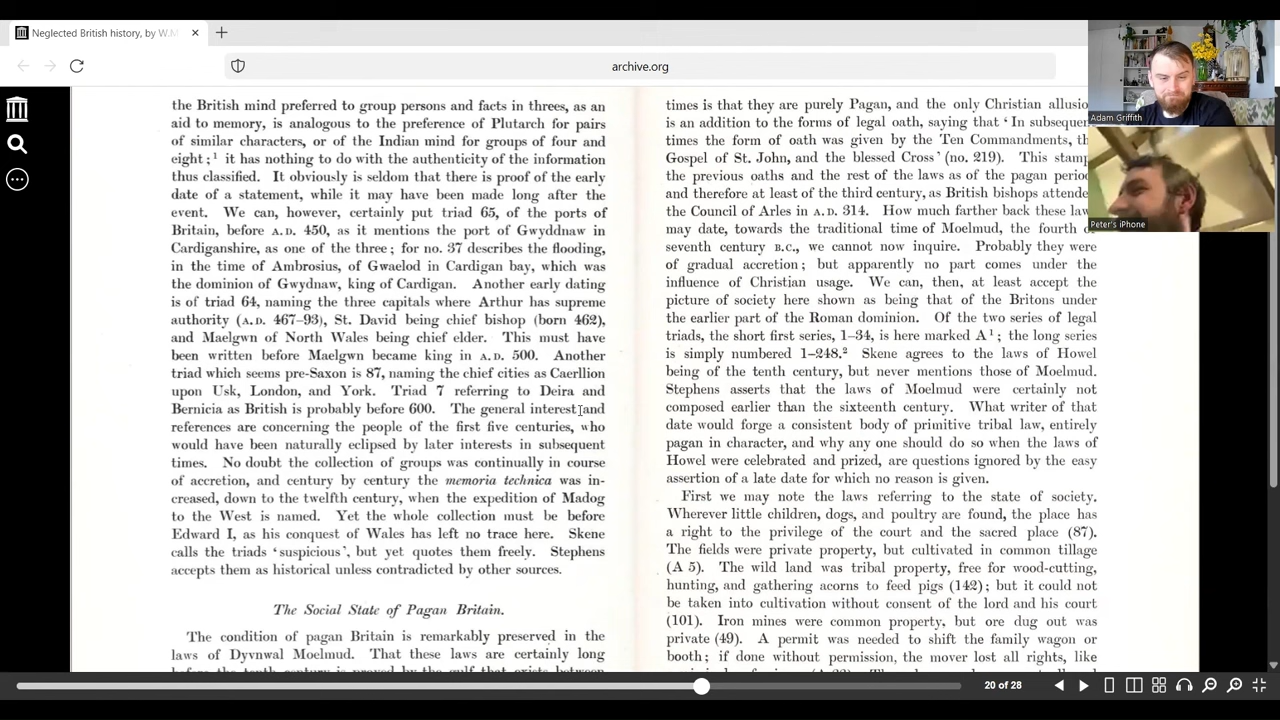 Neglected British history, by W.M
archive.org
the British mind preferred to group persons and facts in threes, as an
aid to memory, is analogous to the preference of Plutarch for pairs
of similar characters, or of the Indian mind for groups of four and
eight;¹ it has nothing to do with the authenticity of the information
thus classified. It obviously is seldom that there is proof of the early
date of a statement, while it may have been made long after the
event. We can, however, certainly put triad 65, of the ports of
Britain, before A.D. 450, as it mentions the port of Gwyddnaw in
Cardiganshire, as one of the three; for no. 37 describes the flooding,
in the time of Ambrosius, of Gwaelod in Cardigan bay, which was
the dominion of Gwydnaw, king of Cardigan. Another early dating
is of triad 64, naming the three capitals where Arthur has supreme
authority (A.D. 467–93), St. David being chief bishop (born 462),
and Maelgwn of North Wales being chief elder. This must have
been written before Maelgwn became king in A.D. 500. Another
triad which seems pre-Saxon is 87, naming the chief cities as Caerllion
upon Usk, London, and York. Triad 7 referring to Deira and
Bernicia as British is probably before 600. The general interest and
references are concerning the people of the first five centuries, who
would have been naturally eclipsed by later interests in subsequent
times. No doubt the collection of groups was continually in course
of accretion, and century by century the memoria technica was in-
creased, down to the twelfth century, when the expedition of Madog
to the West is named. Yet the whole collection must be before
Edward I, as his conquest of Wales has left no trace here. Skene
calls the triads ‘suspicious’, but yet quotes them freely. Stephens
accepts them as historical unless contradicted by other sources.
The Social State of Pagan Britain.
The condition of pagan Britain is remarkably preserved in the
laws of Dyvnwal Moelmud. That these laws are certainly long
before the tenth century is proved by the gulf that exists between
times is that they are purely Pagan, and the only Christian allusio
is an addition to the forms of legal oath, saying that ‘In subsequen
times the form of oath was given by the Ten Commandments, th
Gospel of St. John, and the blessed Cross’ (no. 219). This stamp
the previous oaths and the rest of the laws as of the pagan perio
and therefore at least of the third century, as British bishops attende
the Council of Arles in A.D. 314. How much farther back these law
may date, towards the traditional time of Moelmud, the fourth o
seventh century B.C., we cannot now inquire. Probably they were
of gradual accretion; but apparently no part comes under the
influence of Christian usage. We can, then, at least accept the
picture of society here shown as being that of the Britons under
the earlier part of the Roman dominion. Of the two series of legal
triads, the short first series, 1–34, is here marked A¹; the long series
is simply numbered 1–248.² Skene agrees to the laws of Howel
being of the tenth century, but never mentions those of Moelmud.
Stephens asserts that the laws of Moelmud were certainly not
composed earlier than the sixteenth century. What writer of that
date would forge a consistent body of primitive tribal law, entirely
pagan in character, and why any one should do so when the laws of
Howel were celebrated and prized, are questions ignored by the easy
assertion of a late date for which no reason is given.
First we may note the laws referring to the state of society.
Wherever little children, dogs, and poultry are found, the place has
a right to the privilege of the court and the sacred place (87).
The fields were private property, but cultivated in common tillage
(A 5). The wild land was tribal property, free for wood-cutting,
hunting, and gathering acorns to feed pigs (142); but it could not
be taken into cultivation without consent of the lord and his court
(101). Iron mines were common property, but ore dug out was
private (49). A permit was needed to shift the family wagon or
booth; if done without permission, the mover lost all rights, like
Adam Griffith
Peter's iPhone
20 of 28